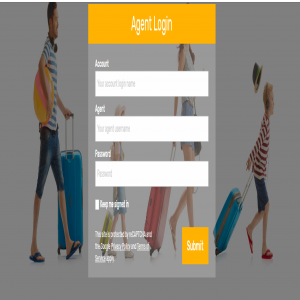 Agent Login
Account
Your account login name
Agent
Your agent username
Password
Password
Keep me signed in
This site is protected by reCAPTCHA and
the Google Privacy Policy and Terms of
Service apply.
Submit